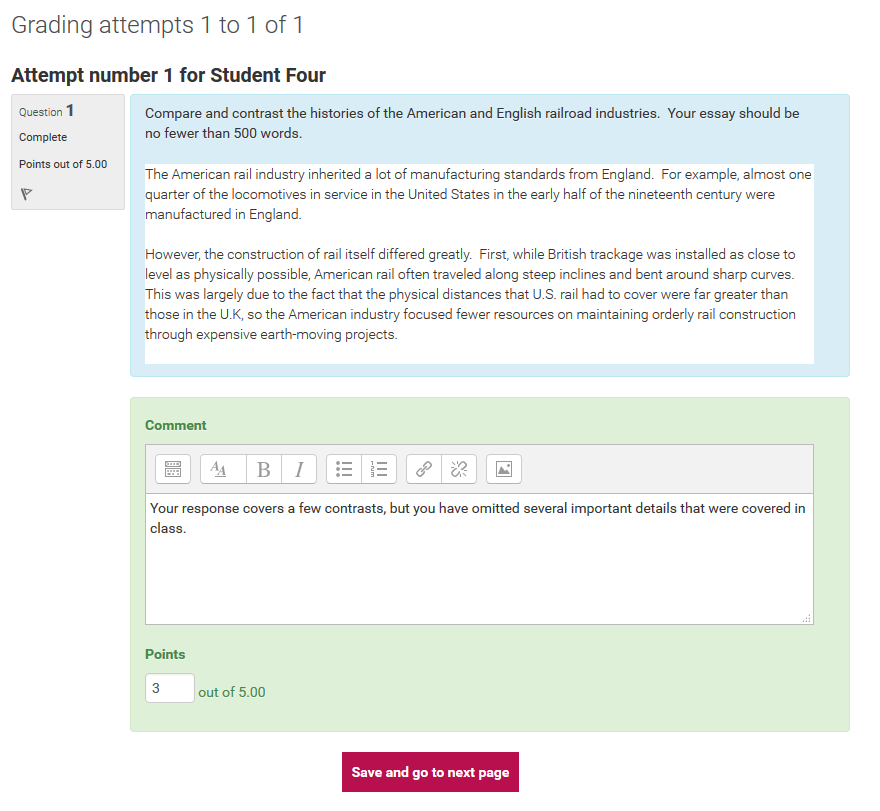 Grading attempts 1 to 1 of 1
Attempt number 1 for Student Four
Question 1
Complete
Points out of 5.00
Compare and contrast the histories of the American and English railroad industries.  Your essay should be
no fewer than 500 words.
The American rail industry inherited a lot of manufacturing standards from England.  For example, almost one
quarter of the locomotives in service in the United States in the early half of the nineteenth century were
manufactured in England.
However, the construction of rail itself differed greatly.  First, while British trackage was installed as close to
level as physically possible, American rail often traveled along steep inclines and bent around sharp curves.
This was largely due to the fact that the physical distances that U.S. rail had to cover were far greater than
those in the U.K, so the American industry focused fewer resources on maintaining orderly rail construction
through expensive earth-moving projects.
Comment
Your response covers a few contrasts, but you have omitted several important details that were covered in
class.
Points
3 out of 5.00
Save and go to next page